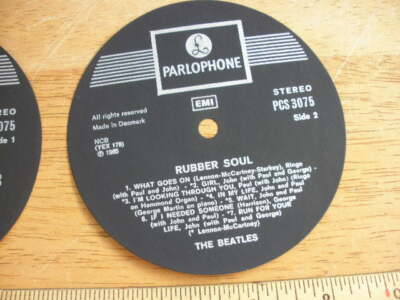 £
PARLOPHONE
EMI
All rights reserved
Made in Denmark
STEREO
PCS 3075
Side 2
NCB
(YEX 179)
℗ 1965
RUBBER SOUL
1. WHAT GOES ON (Lennon-McCartney-Starkey), Ringo
(with Paul and John) - *2. GIRL, John (with Paul and George)
*3. I'M LOOKING THROUGH YOU, Paul (with John) (Ringo
on Hammond Organ) - *4. IN MY LIFE, John and Paul
(George Martin on piano) - *5. WAIT, John and Paul
6. IF I NEEDED SOMEONE (Harrison), George
(with John and Paul) - *7. RUN FOR YOUR
LIFE, John (with Paul and George)
(* Lennon-McCartney)
THE BEATLES
STEREO
3075
Side 1